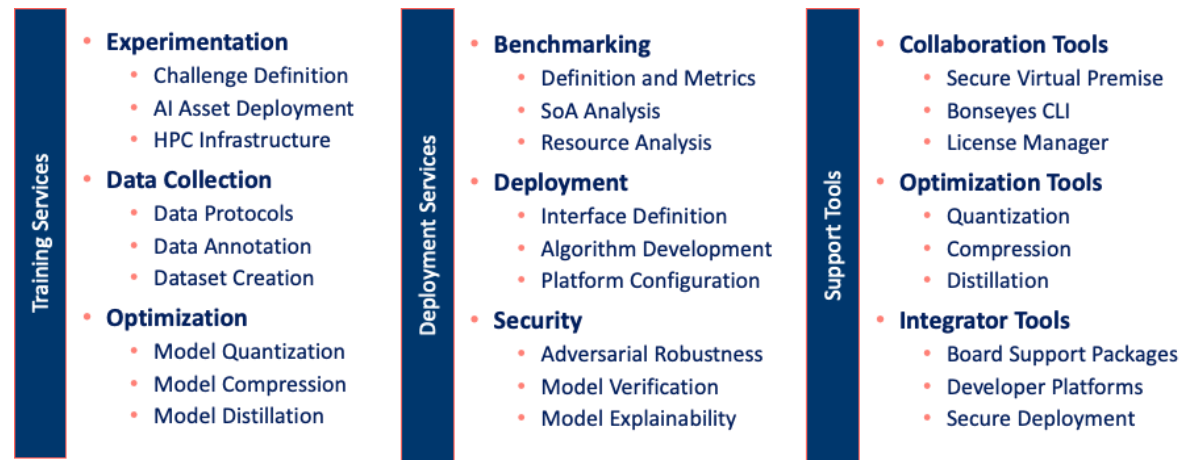 Training Services
Experimentation
Challenge Definition
AI Asset Deployment
HPC Infrastructure
Data Collection
Data Protocols
Data Annotation
Dataset Creation
Optimization
Model Quantization
Model Compression
Model Distillation
Deployment Services
Benchmarking
Definition and Metrics
SoA Analysis
Resource Analysis
Deployment
Interface Definition
Algorithm Development
Platform Configuration
Security
Adversarial Robustness
Model Verification
Model Explainability
Support Tools
Collaboration Tools
Secure Virtual Premise
Bonseyes CLI
License Manager
Optimization Tools
Quantization
Compression
Distillation
Integrator Tools
Board Support Packages
Developer Platforms
Secure Deployment